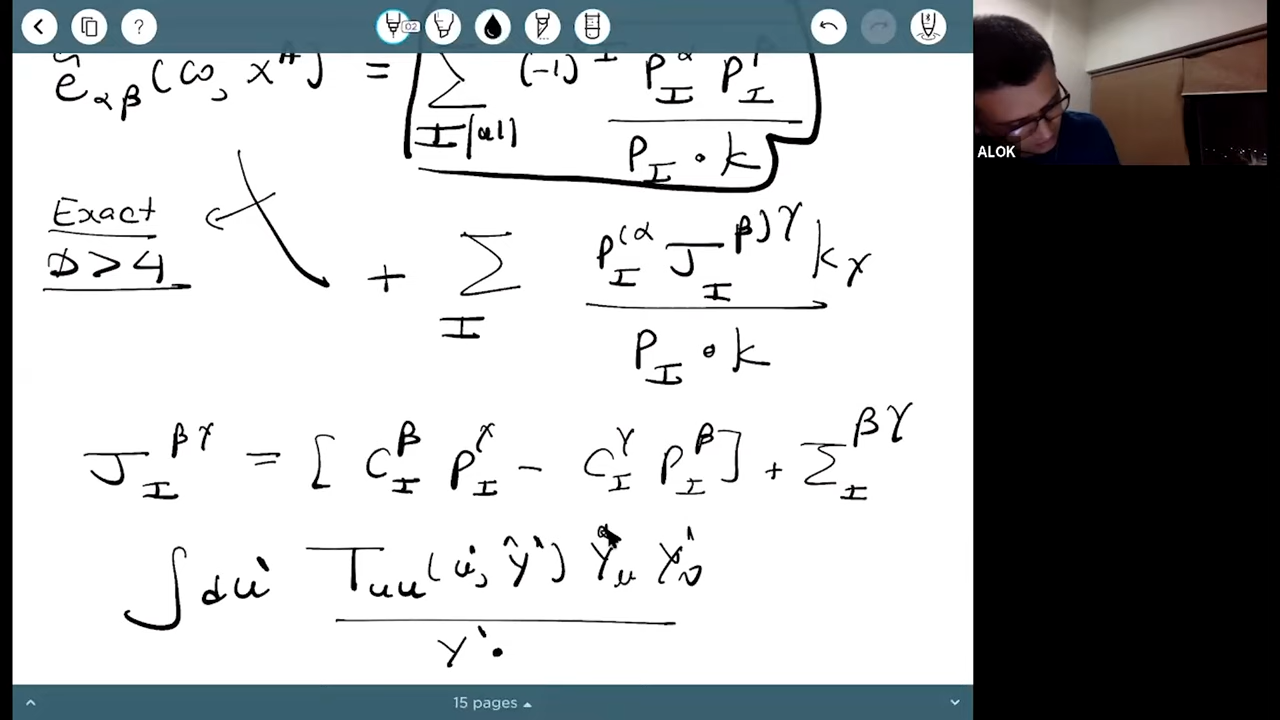 ẽ_{αβ}(ω, x^A) = Σ_{I|all} (-1)^I P_I^α P_I^β / P_I · k
Exact
D > 4
+ Σ_I P_I^{(α} J_I^{β)γ} k_γ / P_I · k
J_I^{βγ} = [ C_I^β P_I^γ - C_I^γ P_I^β ] + Σ_I^{βγ}
∫ du' T_{uu}(u', ŷ') Y'_μ Y'_ν / Y' ·
15 pages
ALOK